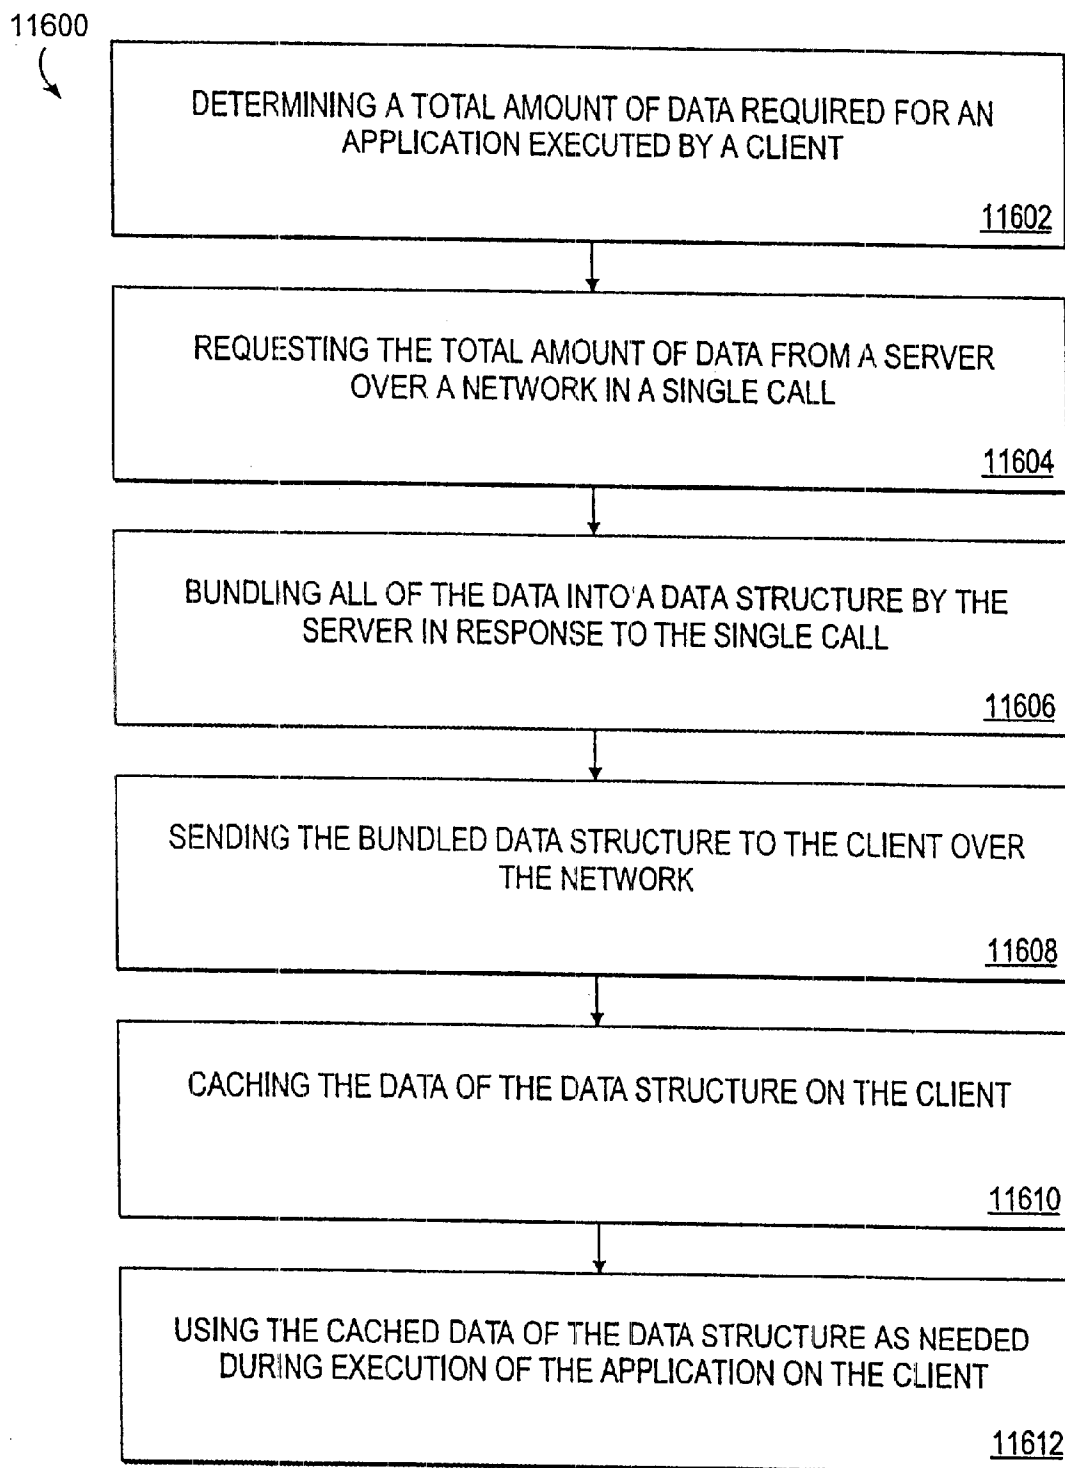 11600
DETERMINING A TOTAL AMOUNT OF DATA REQUIRED FOR AN
APPLICATION EXECUTED BY A CLIENT
11602
REQUESTING THE TOTAL AMOUNT OF DATA FROM A SERVER
OVER A NETWORK IN A SINGLE CALL
11604
BUNDLING ALL OF THE DATA INTO A DATA STRUCTURE BY THE
SERVER IN RESPONSE TO THE SINGLE CALL
11606
SENDING THE BUNDLED DATA STRUCTURE TO THE CLIENT OVER
THE NETWORK
11608
CACHING THE DATA OF THE DATA STRUCTURE ON THE CLIENT
11610
USING THE CACHED DATA OF THE DATA STRUCTURE AS NEEDED
DURING EXECUTION OF THE APPLICATION ON THE CLIENT
11612